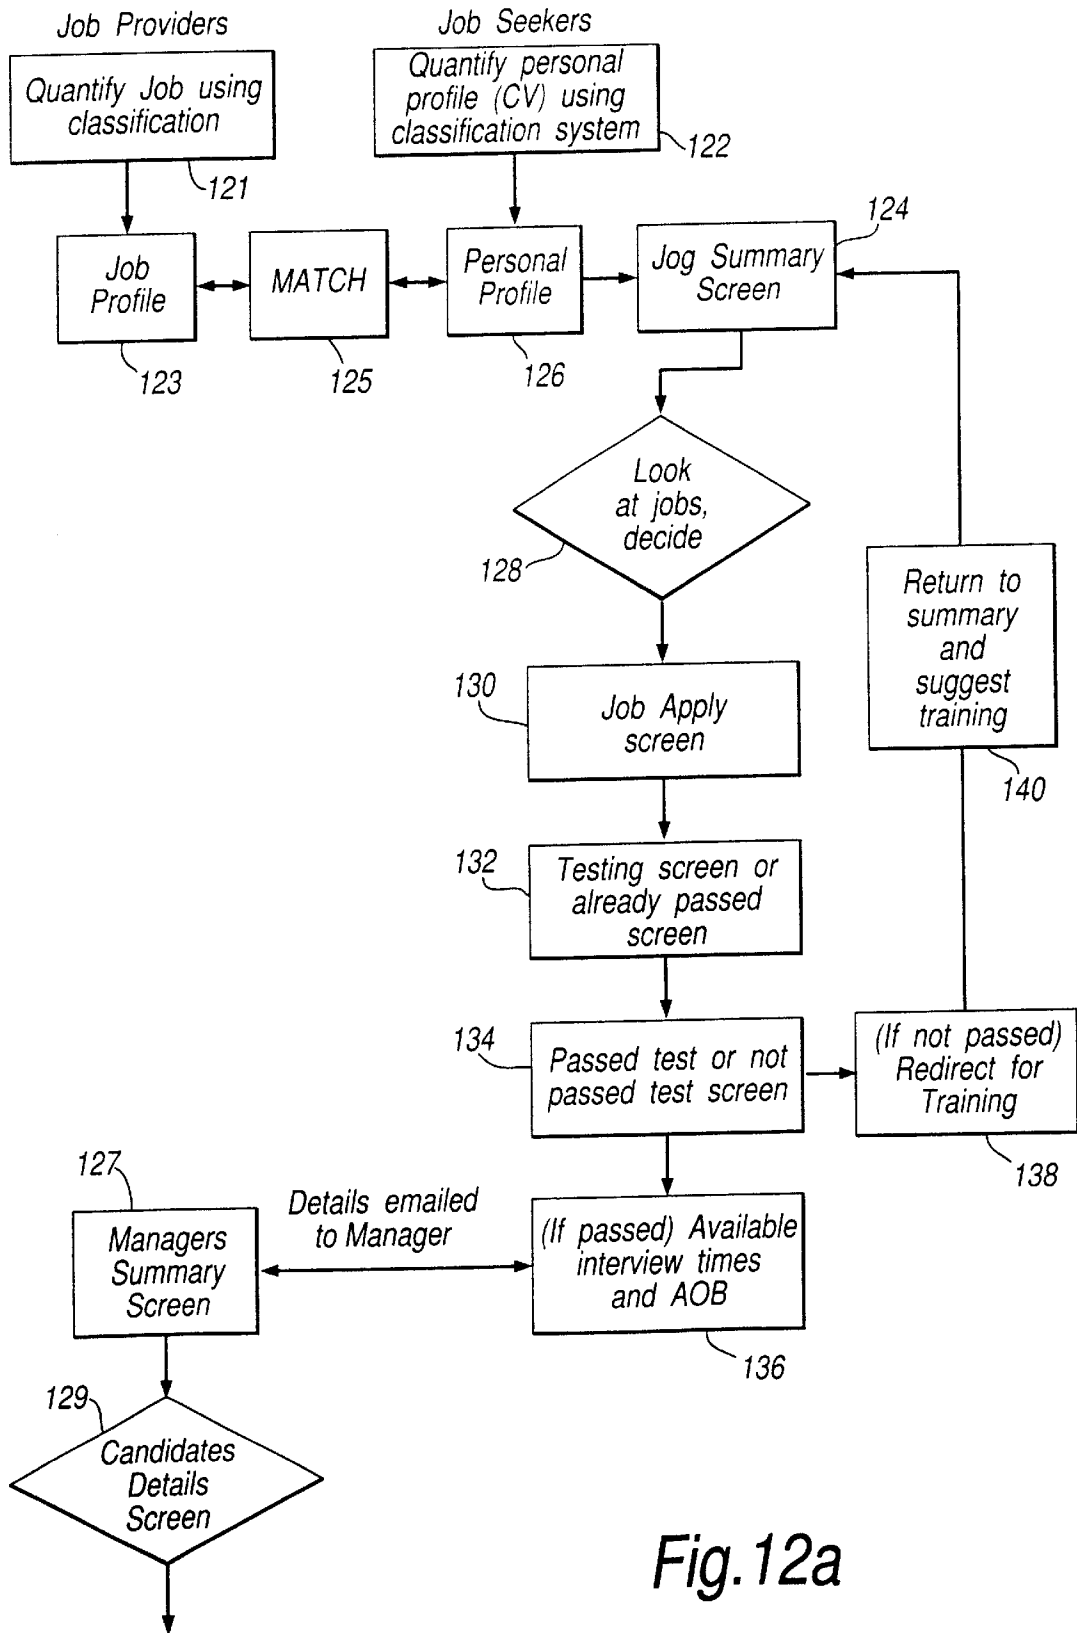 Job Providers
Quantify Job using
classification
121
Job Seekers
Quantify personal
profile (CV) using
classification system
122
Job
Profile
123
MATCH
125
Personal
Profile
126
Jog Summary
Screen
124
Look
at jobs,
decide
128
Return to
summary
and
suggest
training
140
130
Job Apply
screen
132
Testing screen or
already passed
screen
134
Passed test or not
passed test screen
(If not passed)
Redirect for
Training
138
127
Managers
Summary
Screen
Details emailed
to Manager
(If passed) Available
interview times
and AOB
136
129
Candidates
Details
Screen
Fig.12a